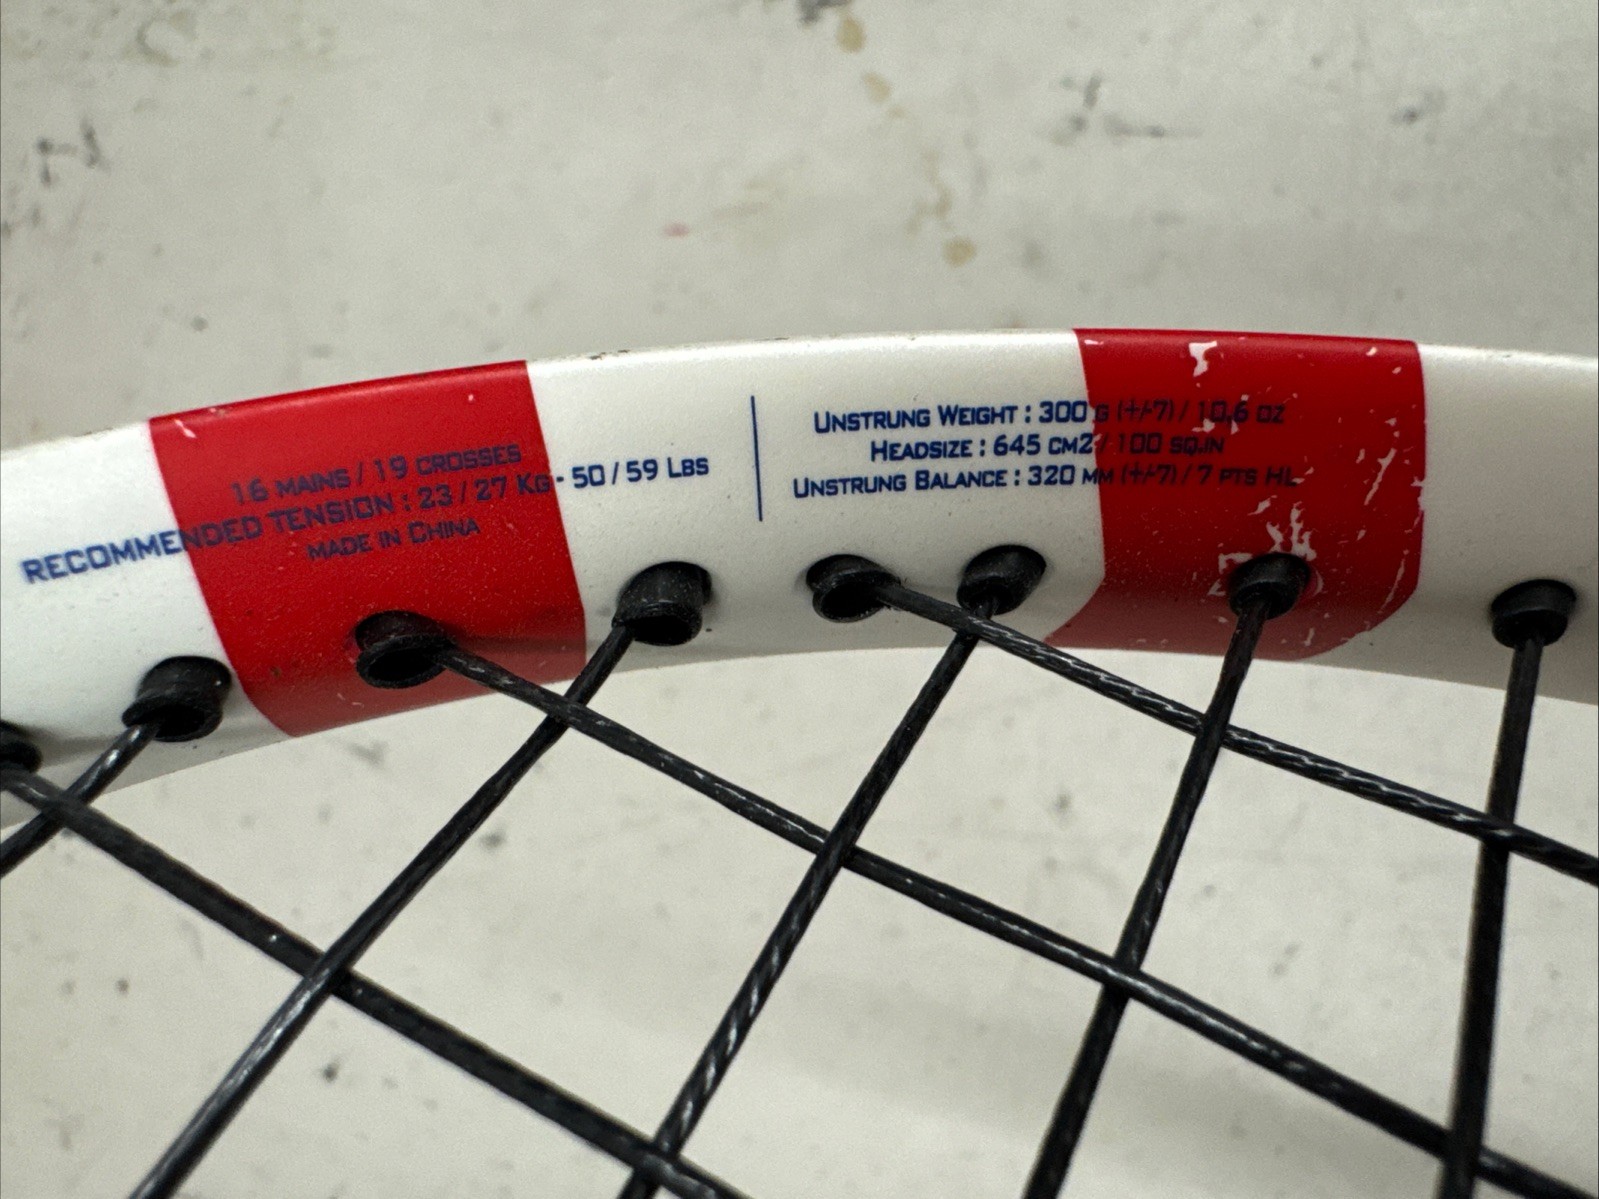 16 MAINS / 19 CROSSES
RECOMMENDED TENSION : 23 / 27 KG - 50 / 59 LBS
MADE IN CHINA
UNSTRUNG WEIGHT : 300 G (+/-7) / 10,6 OZ
HEADSIZE : 645 CM2 / 100 SQ.IN
UNSTRUNG BALANCE : 320 MM (+/-7) / 7 PTS HL